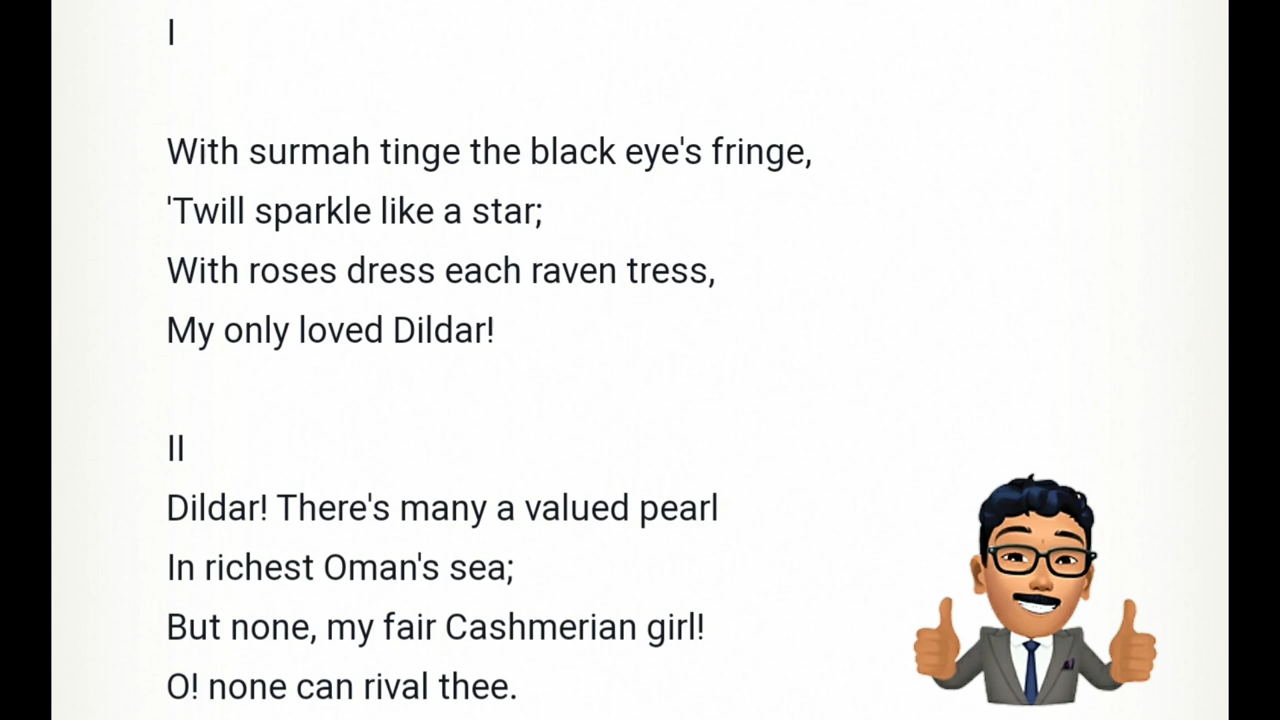 I
With surmah tinge the black eye's fringe,
'Twill sparkle like a star;
With roses dress each raven tress,
My only loved Dildar!
II
Dildar! There's many a valued pearl
In richest Oman's sea;
But none, my fair Cashmerian girl!
O! none can rival thee.